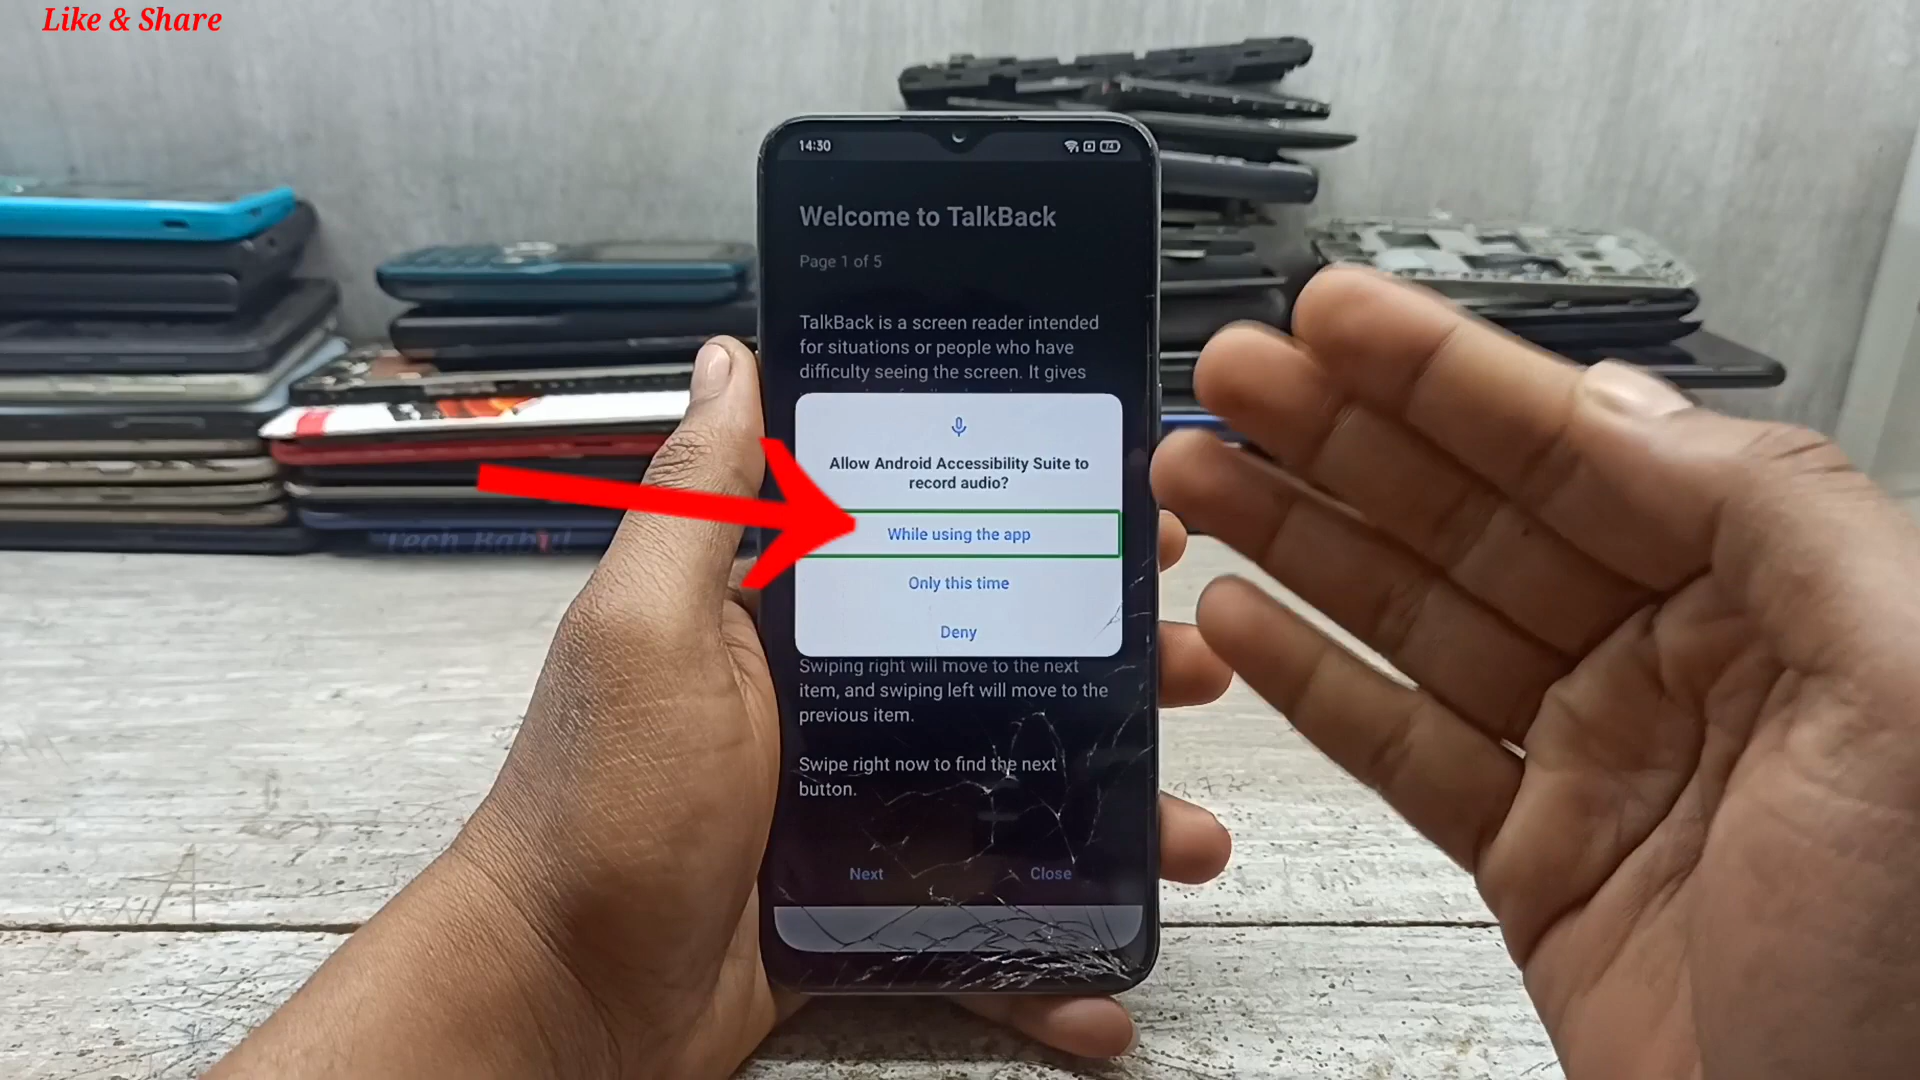 Like & Share
14:30
74
Welcome to TalkBack
Page 1 of 5
TalkBack is a screen reader intended
for situations or people who have
difficulty seeing the screen. It gives
Allow Android Accessibility Suite to
record audio?
While using the app
Only this time
Deny
Tech Babul
Swiping right will move to the next
item, and swiping left will move to the
previous item.
Swipe right now to find the next
button.
Next
Close